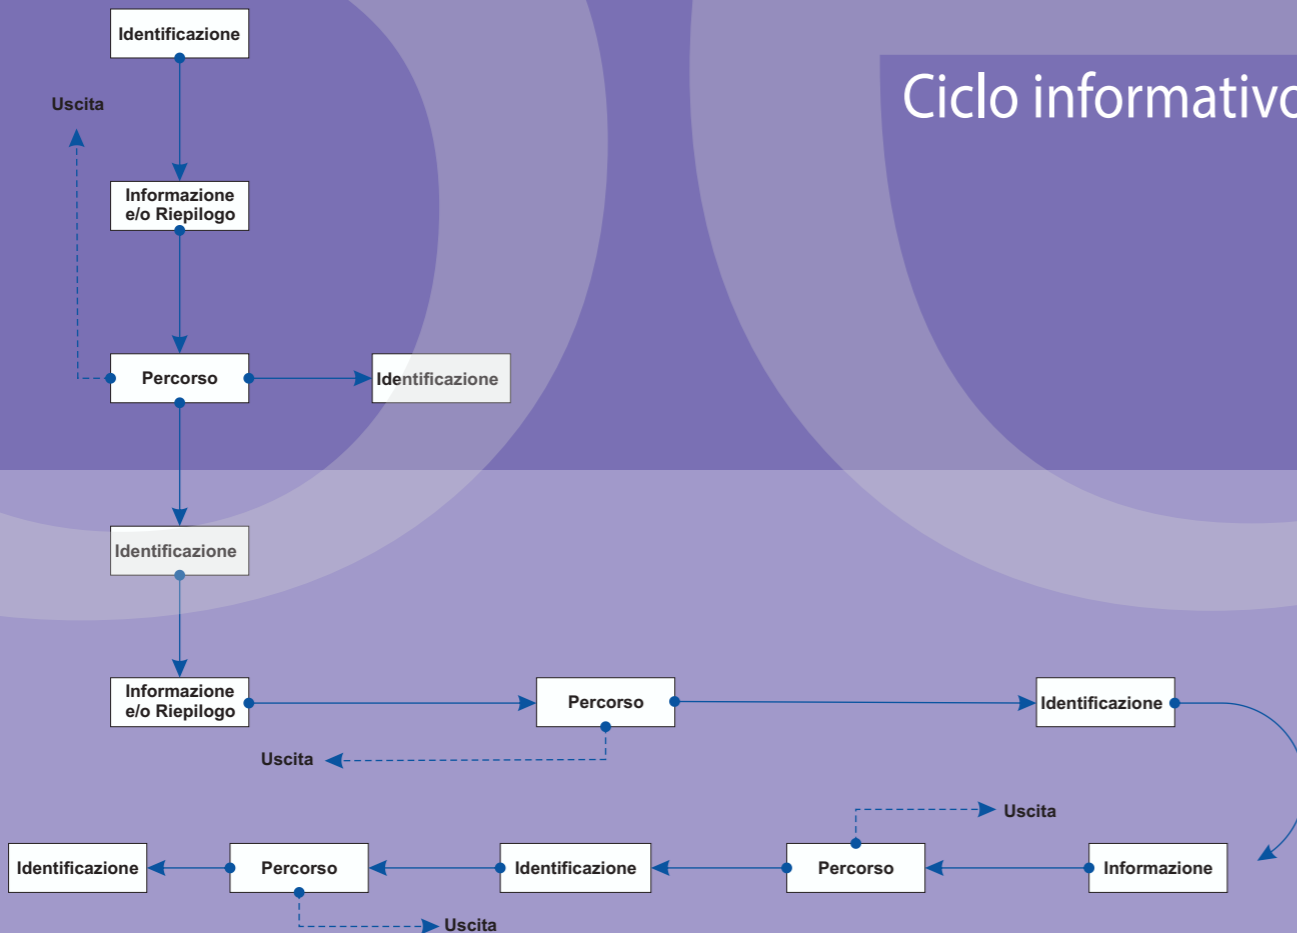 Identificazione
Ciclo informativo
Uscita
Informazione
e/o Riepilogo
Percorso
Identificazione
Identificazione
Informazione
e/o Riepilogo
Percorso
Identificazione
Uscita
Uscita
Identificazione
Percorso
Identificazione
Percorso
Informazione
Uscita